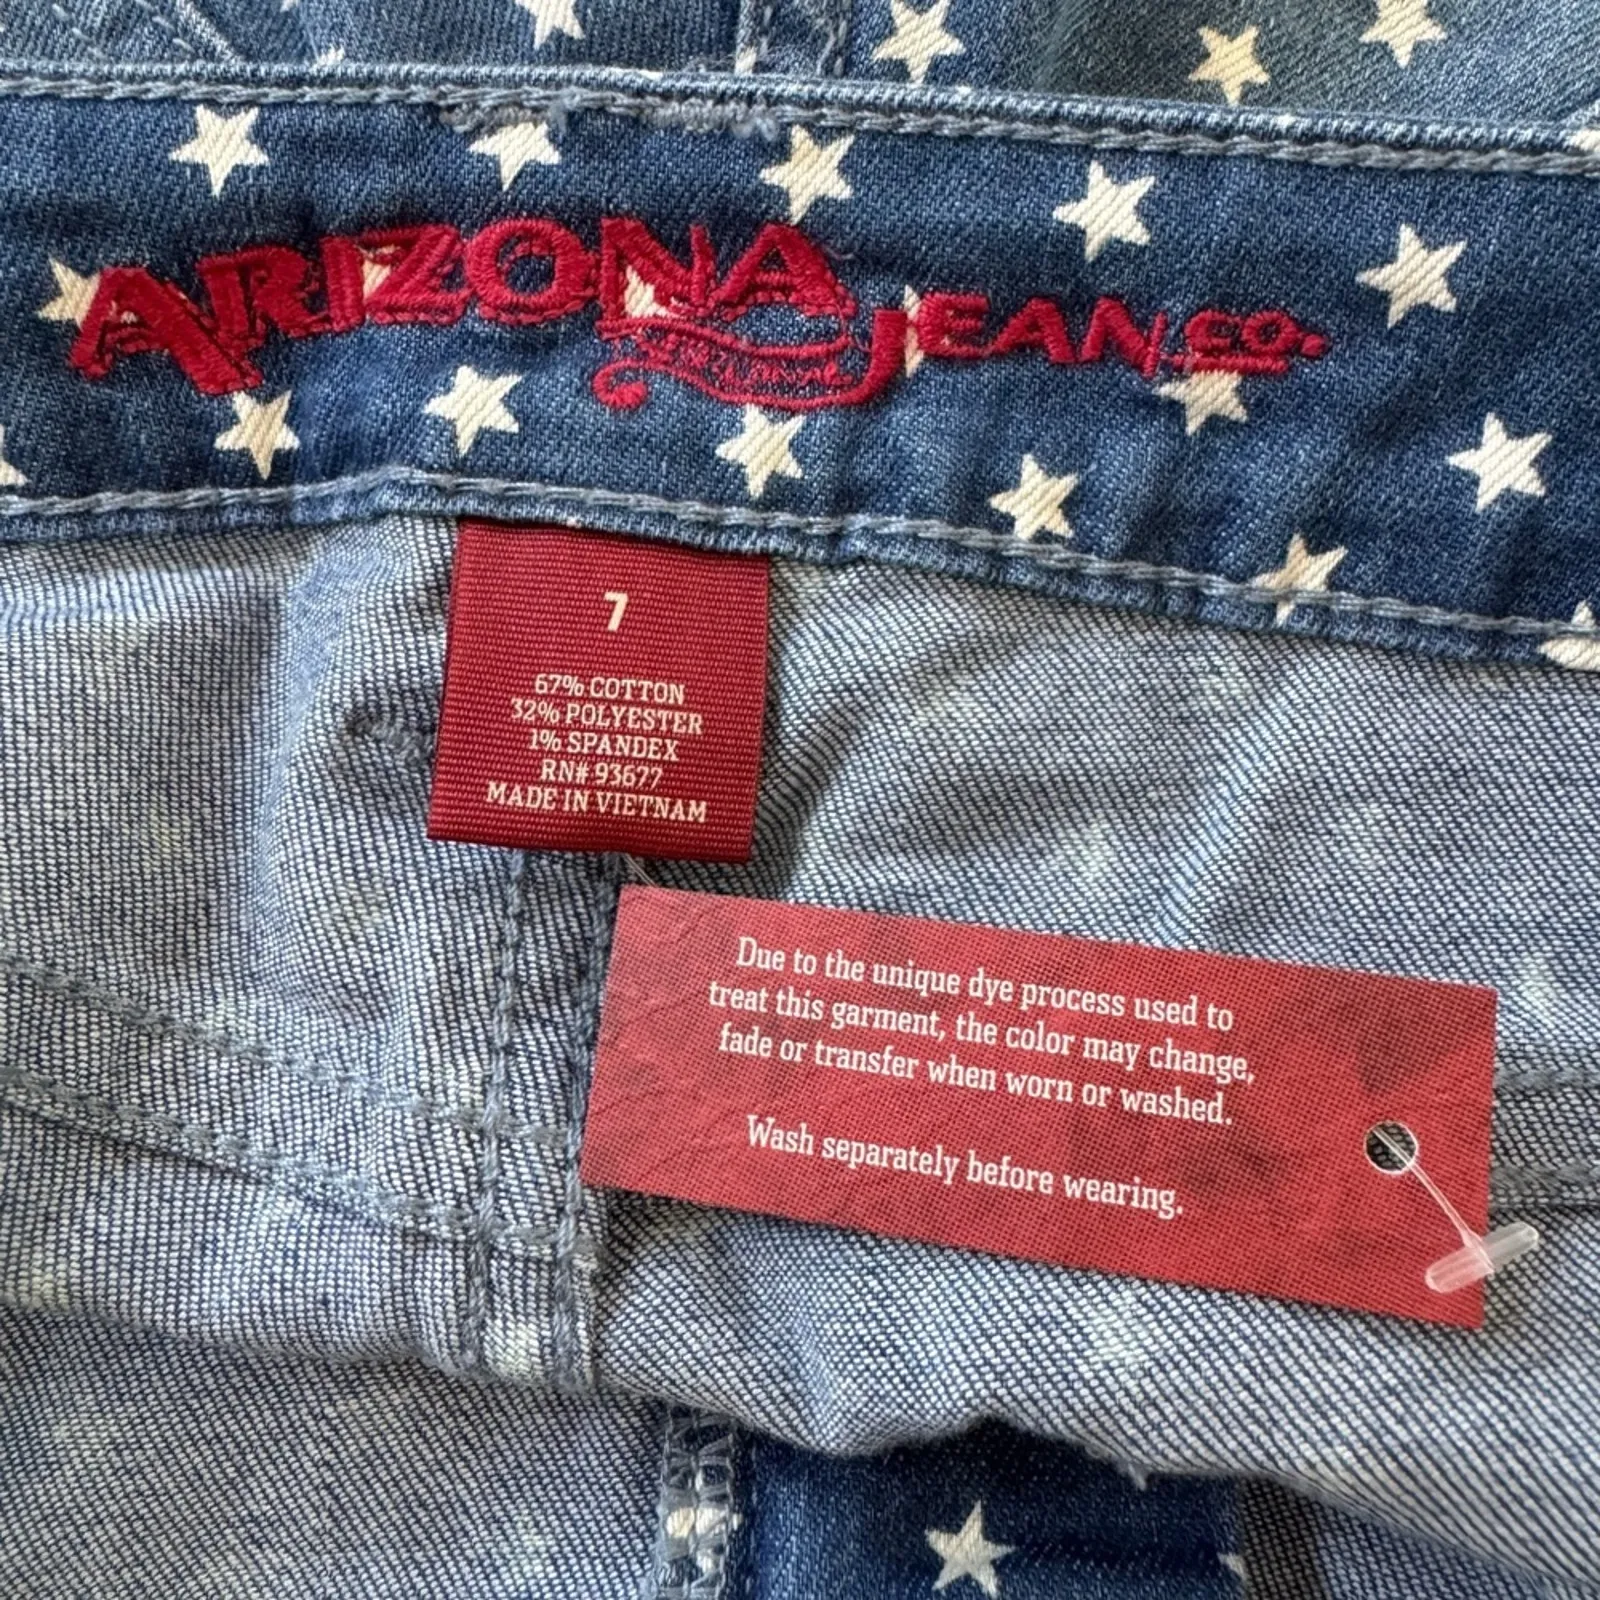 ARIZONA JEAN CO.
7
67% COTTON
32% POLYESTER
1% SPANDEX
RN# 93677
MADE IN VIETNAM
Due to the unique dye process used to
treat this garment, the color may change,
fade or transfer when worn or washed.
Wash separately before wearing.